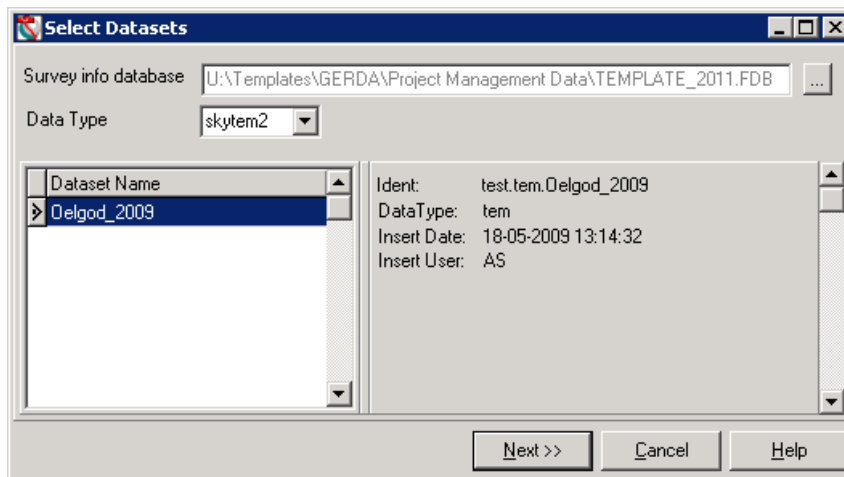 Select Datasets
Survey info database U:\Templates\GERDA\Project Management Data\TEMPLATE_2011.FDB ...
Data Type skytem2
Dataset Name
Oelgod_2009
Ident: test.tem.Oelgod_2009
DataType: tem
Insert Date: 18-05-2009 13:14:32
Insert User: AS
Next >> Cancel Help